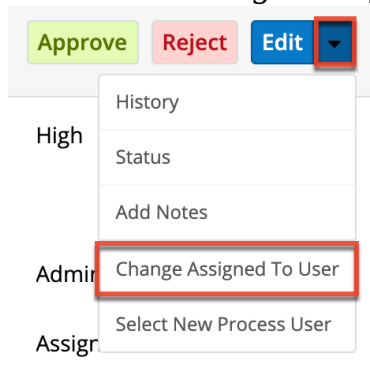 Approve Reject Edit
History
High
Status
Add Notes
Change Assigned To User
Select New Process User